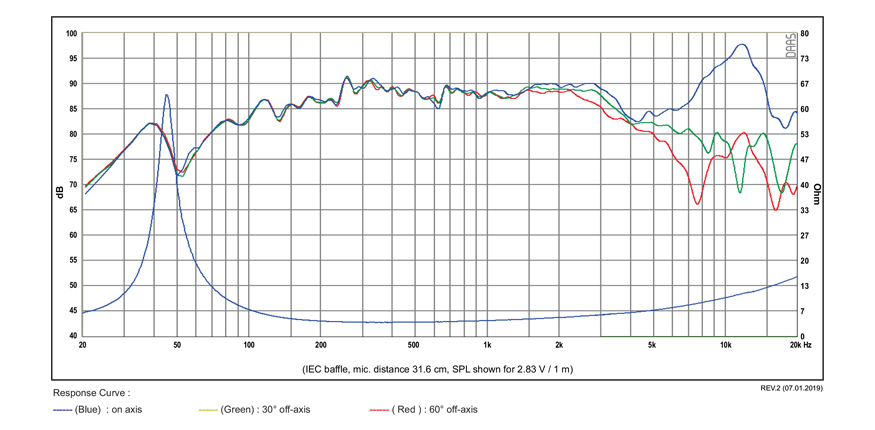 100 80
95 73
90 67
85 60
80 53
75 47
70 40
65 33
60 27
55 20
50 13
45 7
40 0
dB
Ohm
DAAS
20 50 100 200 500 1k 2k 5k 10k 20k Hz
(IEC baffle, mic. distance 31.6 cm, SPL shown for 2.83 V / 1 m)
REV.2 (07.01.2019)
Response Curve :
(Blue) : on axis (Green) : 30° off-axis ( Red ) : 60° off-axis